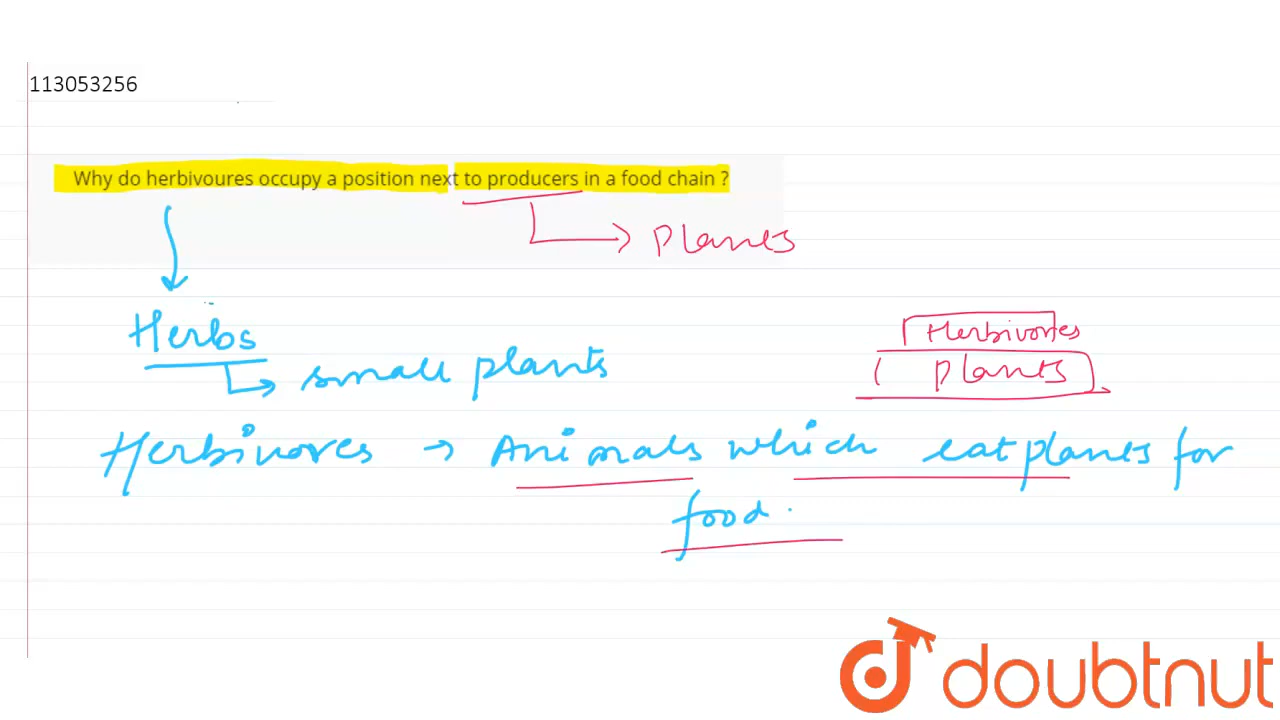 113053256
Why do herbivoures occupy a position next to producers in a food chain ?
Plants
Herbs
small plants
Herbivores
Plants
Herbivores → Animals which eat plants for
food.
doubtnut